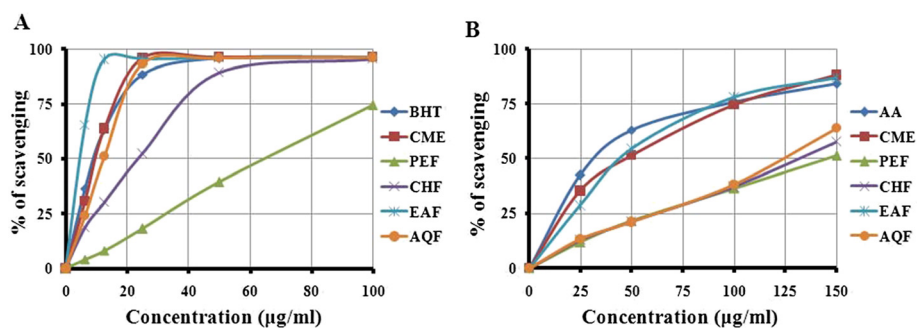 A
% of scavenging
100
75
50
25
0
0 20 40 60 80 100
Concentration (μg/ml)
BHT
CME
PEF
CHF
EAF
AQF
B
% of scavenging
100
75
50
25
0
0 25 50 75 100 125 150
Concentration (μg/ml)
AA
CME
PEF
CHF
EAF
AQF